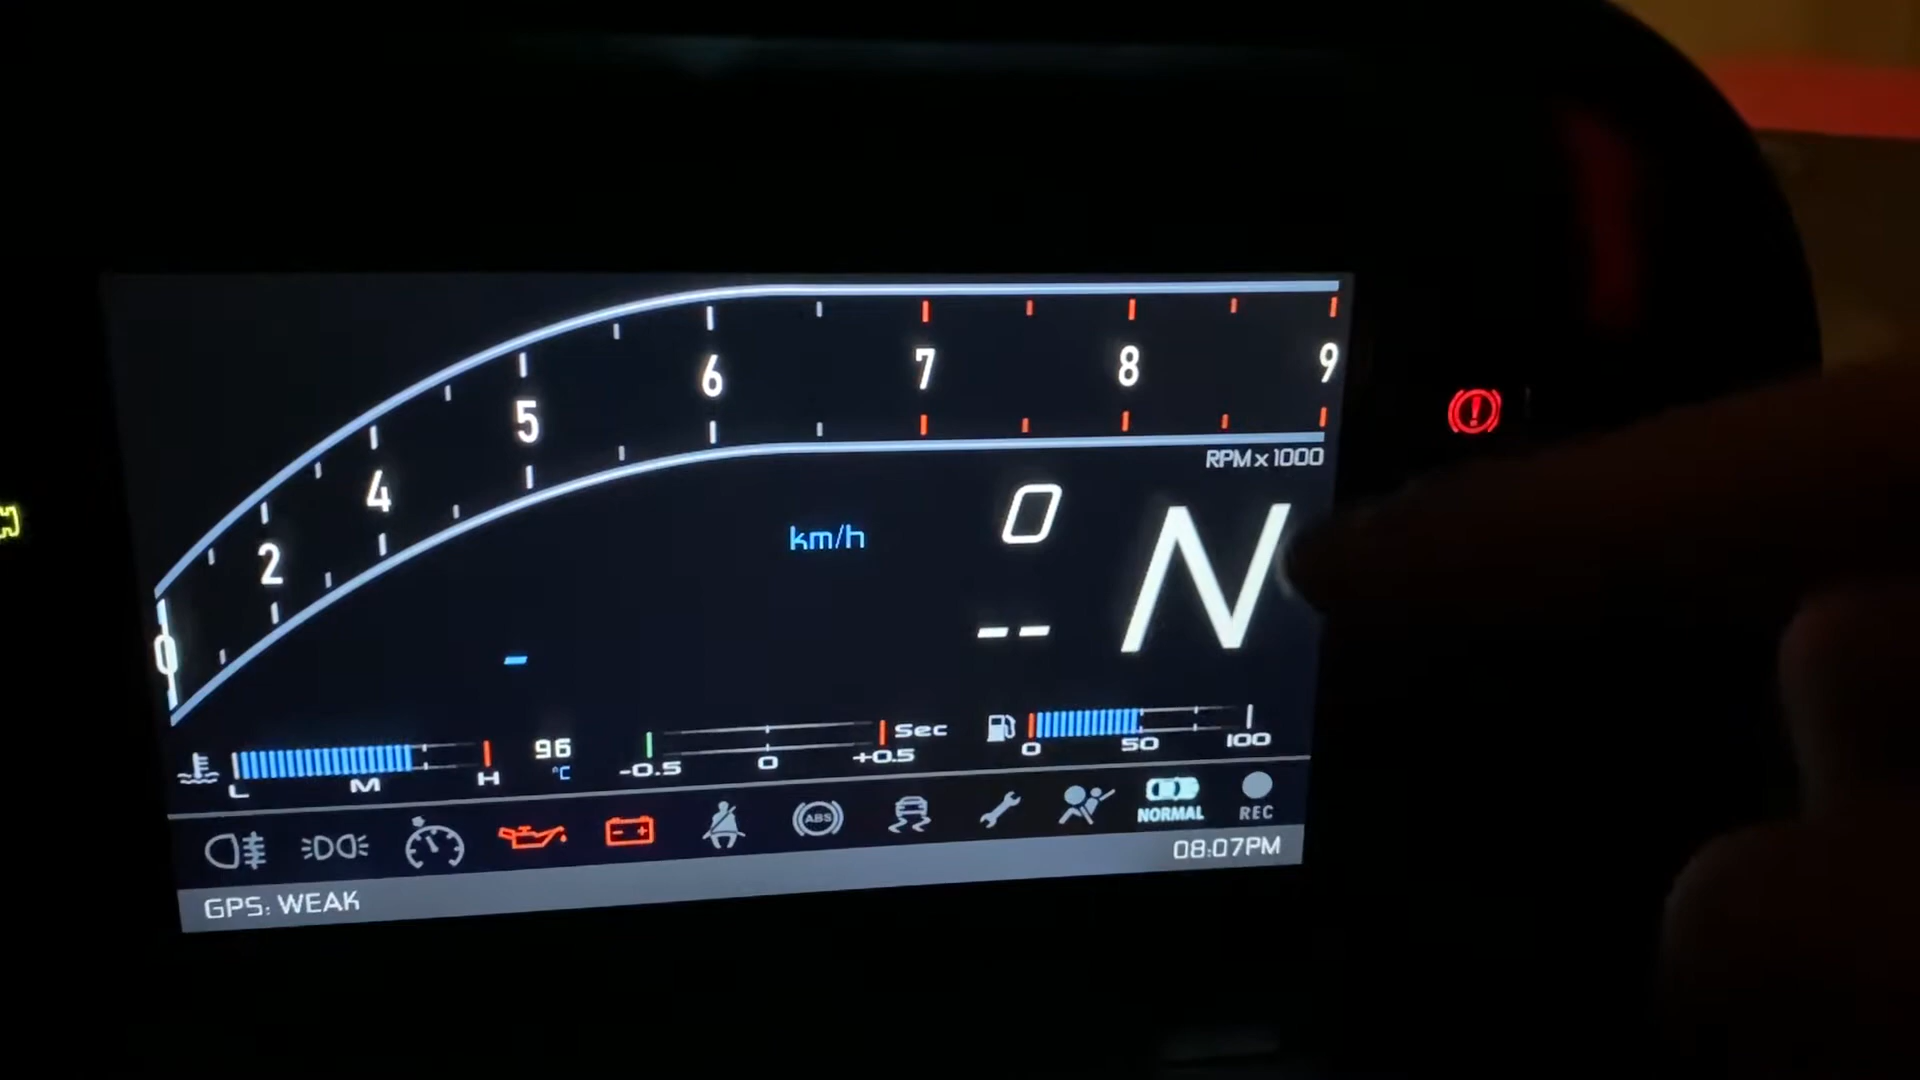 0 2 4 5 6 7 8 9
RPM x 1000
km/h
0
N
--
-
L M H
96
°C
-0.5 0 +0.5
Sec
0 50 100
ABS
NORMAL
REC
08:07PM
GPS: WEAK